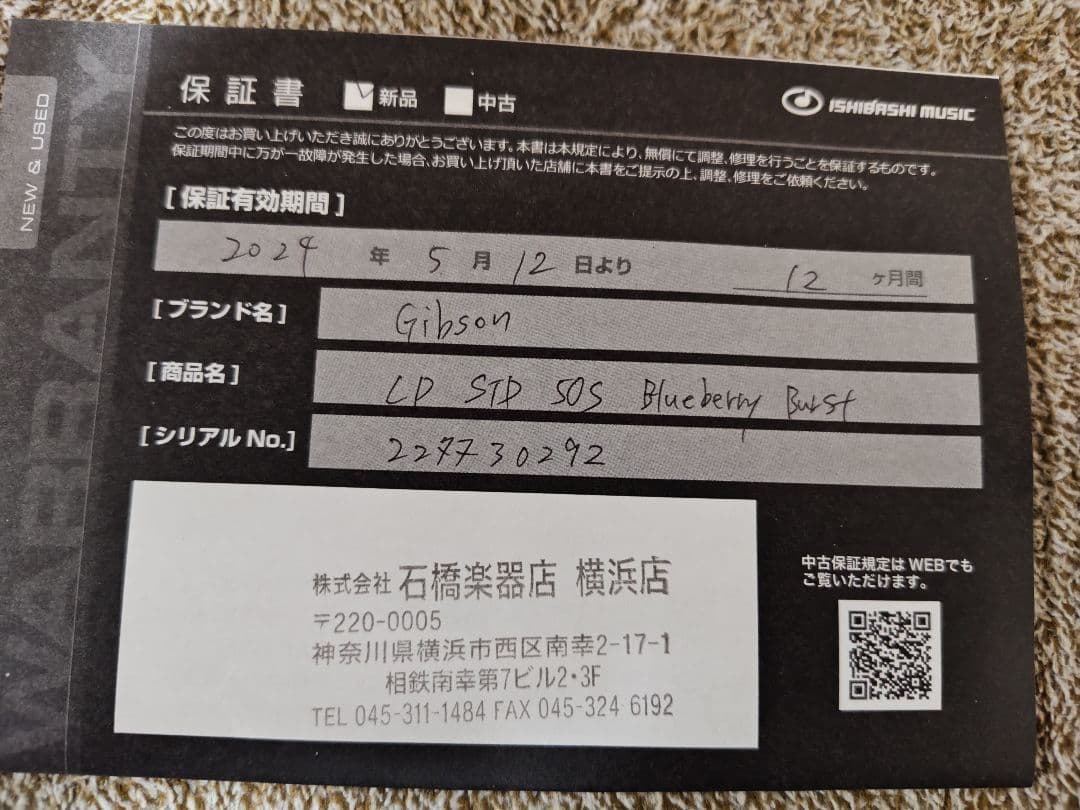 NEW & USED
WARRANTY
保証書 新品 中古
ISHIBASHI MUSIC
この度はお買い上げいただき誠にありがとうございます。本書は本規定により、無償にて調整、修理を行うことを保証するものです。
保証期間中に万が一故障が発生した場合、お買い上げ頂いた店舗に本書をご提示の上、調整、修理をご依頼ください。
[保証有効期間]
2024 年 5 月 12 日より 12 ヶ月間
[ブランド名] Gibson
[商品名] LP STD 50S Blueberry Burst
[シリアルNo.] 227730292
株式会社 石橋楽器店 横浜店
〒220-0005
神奈川県横浜市西区南幸2-17-1
相鉄南幸第7ビル2・3F
TEL 045-311-1484 FAX 045-324 6192
中古保証規定はWEBでも
ご覧いただけます。